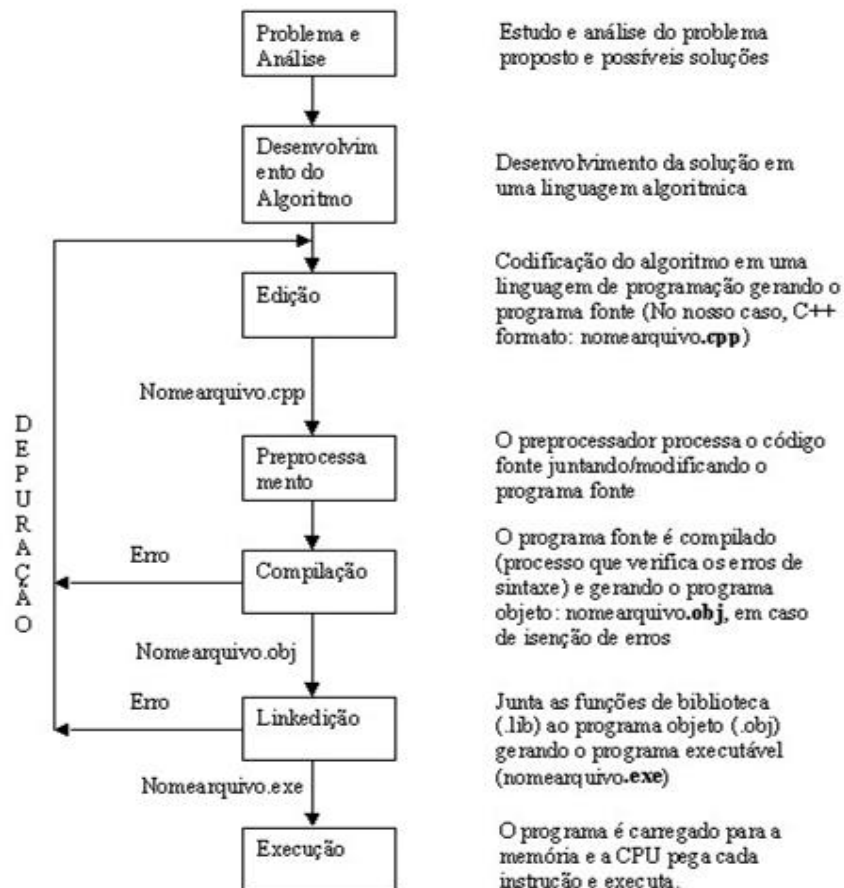 Problema e
Análise
Estudo e análise do problema
proposto e possíveis soluções
Desenvolvim
ento do
Algoritmo
Desenvolvimento da solução em
uma linguagem algoritmica
Edição
Codificação do algoritmo em uma
linguagem de programação gerando o
programa fonte (No nosso caso, C++
formato: nomearquivo.cpp)
Nomearquivo.cpp
DEPURAÇÃO
Preprocessa
mento
O preprocessador processa o código
fonte juntando/modificando o
programa fonte
Erro
Compilação
O programa fonte é compilado
(processo que verifica os erros de
sintaxe) e gerando o programa
objeto: nomearquivo.obj, em caso
de isenção de erros
Nomearquivo.obj
Erro
Linkedição
Junta as funções de biblioteca
(.lib) ao programa objeto (.obj)
gerando o programa executável
(nomearquivo.exe)
Nomearquivo.exe
Execução
O programa é carregado para a
memória e a CPU pega cada
instrução e executa.